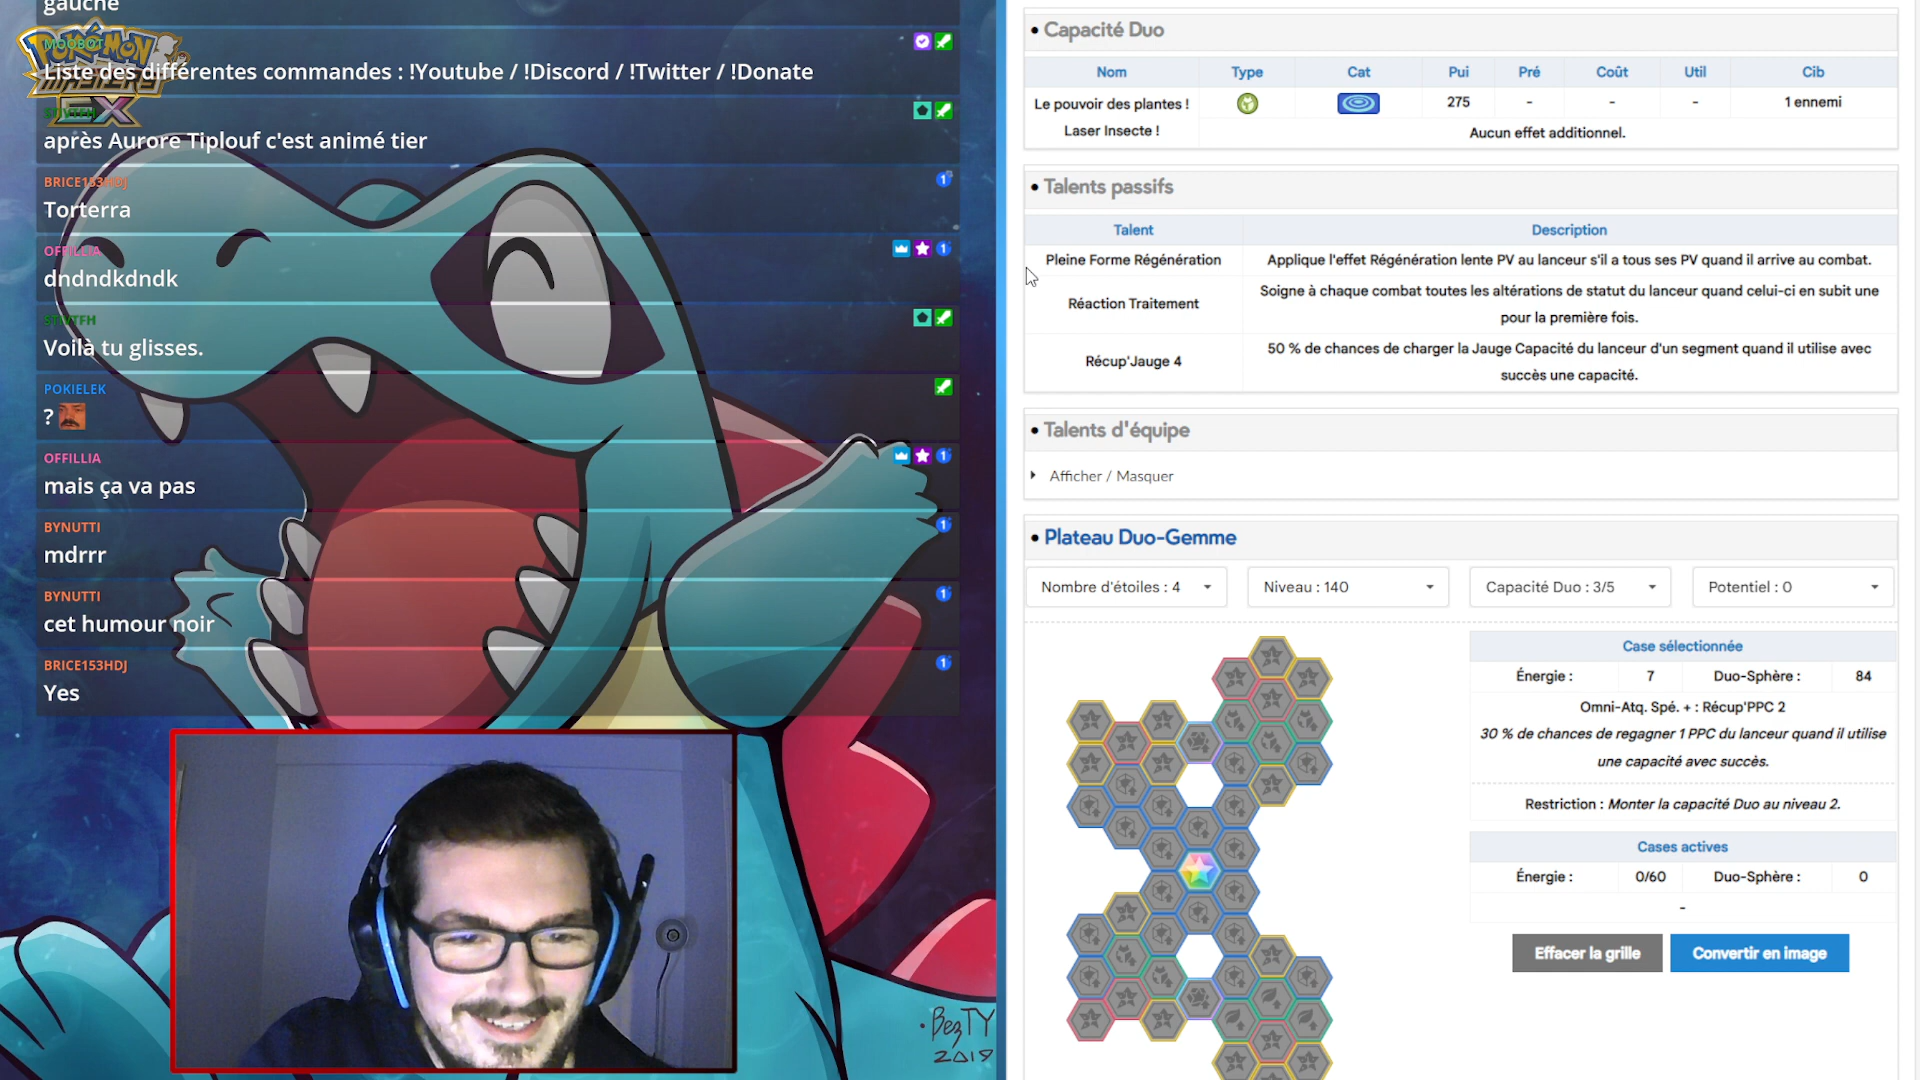 gauche
POKÉMON
MASTERS
EX
MOOBOT
Liste des différentes commandes : !Youtube / !Discord / !Twitter / !Donate
STIVTFH
après Aurore Tiplouf c'est animé tier
BRICE153HDJ
Torterra
OFFILLIA
dndndkdndk
STIVTFH
Voilà tu glisses.
POKIELEK
?
OFFILLIA
mais ça va pas
BYNUTTI
mdrrr
BYNUTTI
cet humour noir
BRICE153HDJ
Yes
BezTY
2019
• Capacité Duo
Nom Type Cat Pui Pré Coût Util Cib
Le pouvoir des plantes ! 275 - - - 1 ennemi
Laser Insecte ! Aucun effet additionnel.
• Talents passifs
Talent Description
Pleine Forme Régénération Applique l'effet Régénération lente PV au lanceur s'il a tous ses PV quand il arrive au combat.
Réaction Traitement Soigne à chaque combat toutes les altérations de statut du lanceur quand celui-ci en subit une
pour la première fois.
Récup'Jauge 4 50 % de chances de charger la Jauge Capacité du lanceur d'un segment quand il utilise avec
succès une capacité.
• Talents d'équipe
Afficher / Masquer
• Plateau Duo-Gemme
Nombre d'étoiles : 4 Niveau : 140 Capacité Duo : 3/5 Potentiel : 0
Case sélectionnée
Énergie : 7 Duo-Sphère : 84
Omni-Atq. Spé. + : Récup'PPC 2
30 % de chances de regagner 1 PPC du lanceur quand il utilise
une capacité avec succès.
Restriction : Monter la capacité Duo au niveau 2.
Cases actives
Énergie : 0/60 Duo-Sphère : 0
-
Effacer la grille Convertir en image